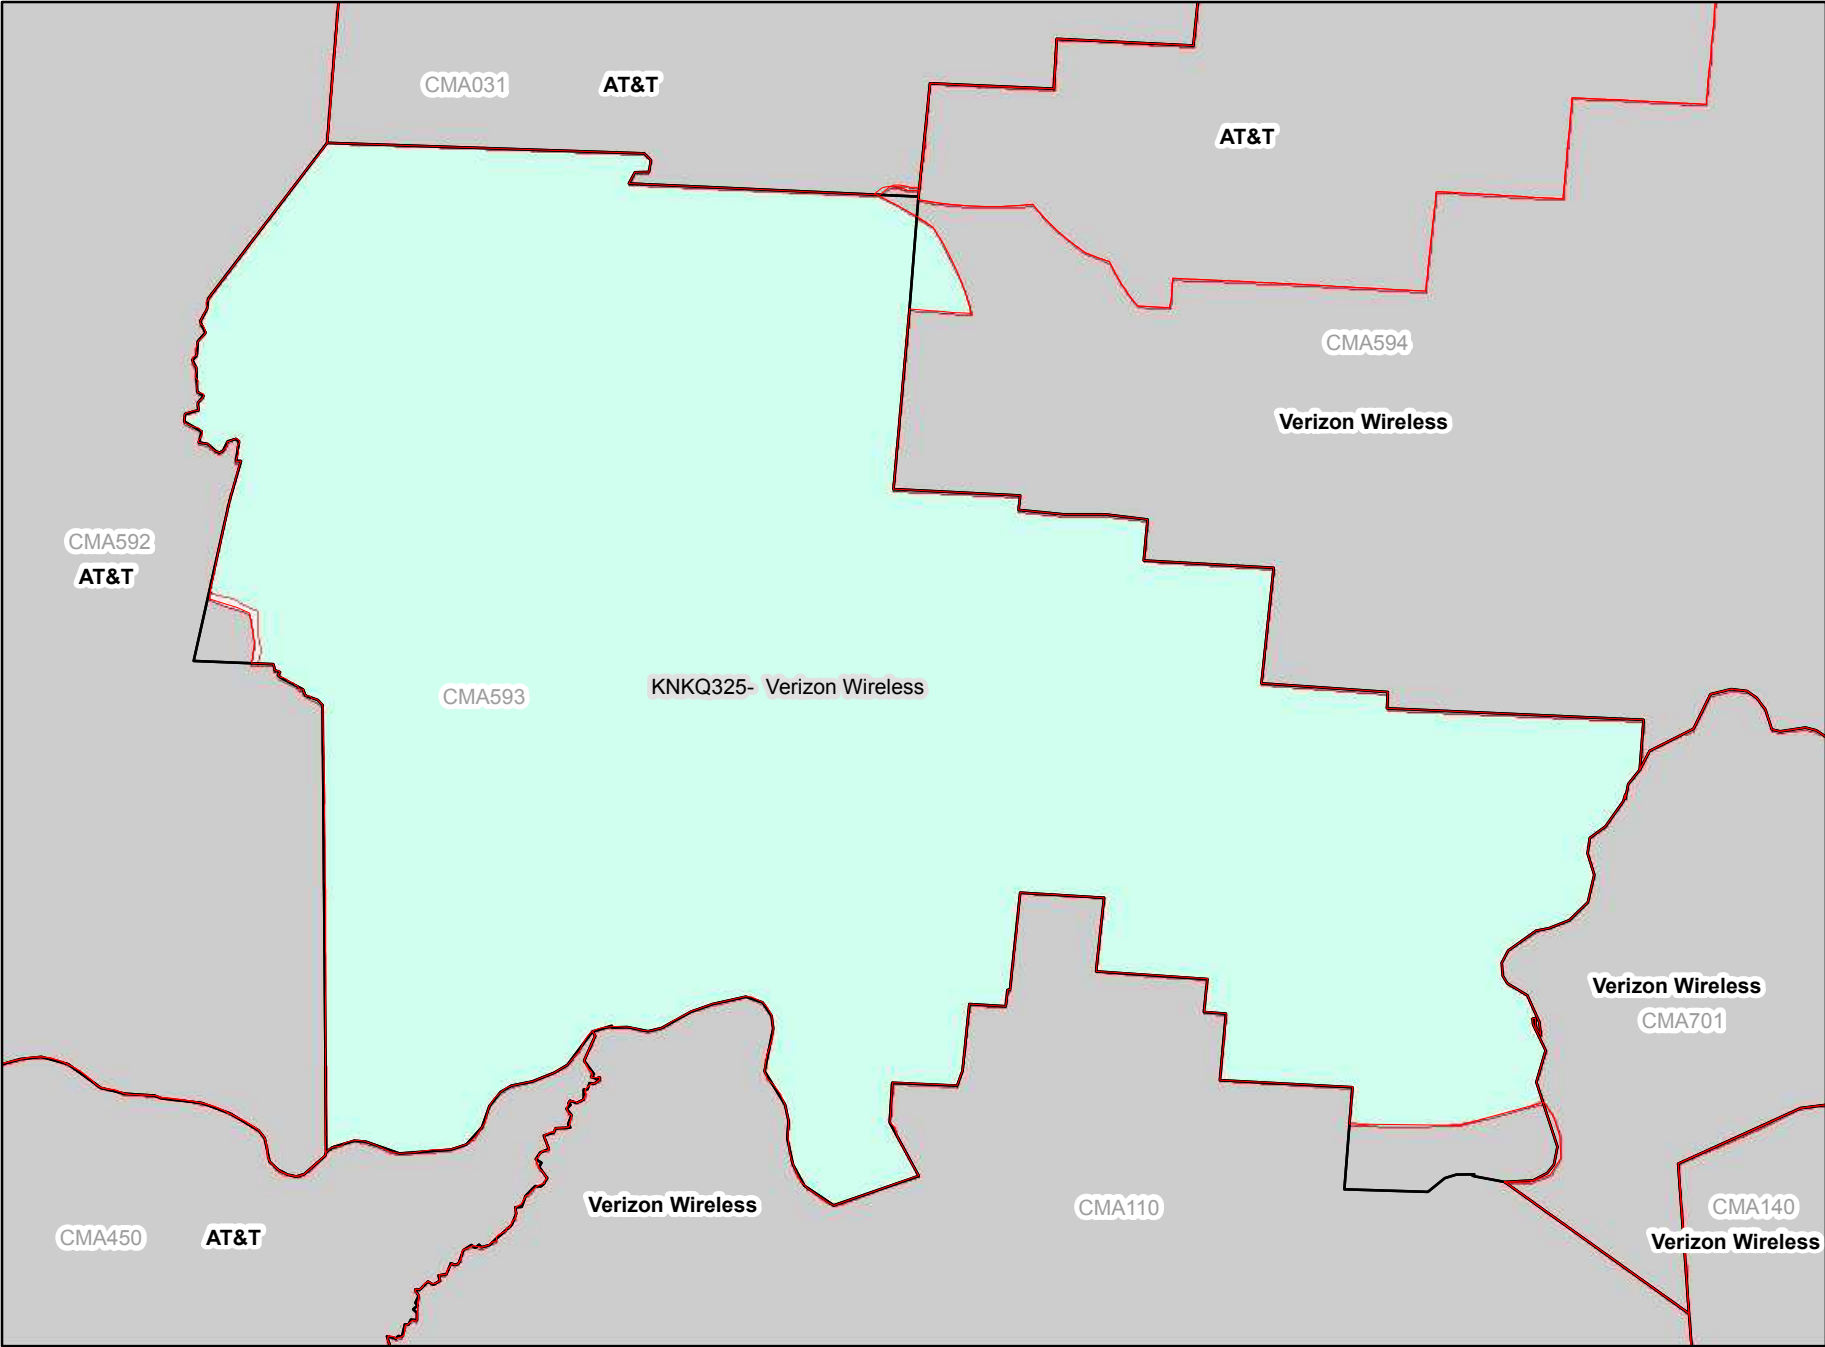 CMA031 AT&T
AT&T
CMA594
Verizon Wireless
CMA592
AT&T
CMA593
KNKQ325- Verizon Wireless
Verizon Wireless
CMA701
Verizon Wireless
CMA110
CMA140
Verizon Wireless
CMA450 AT&T